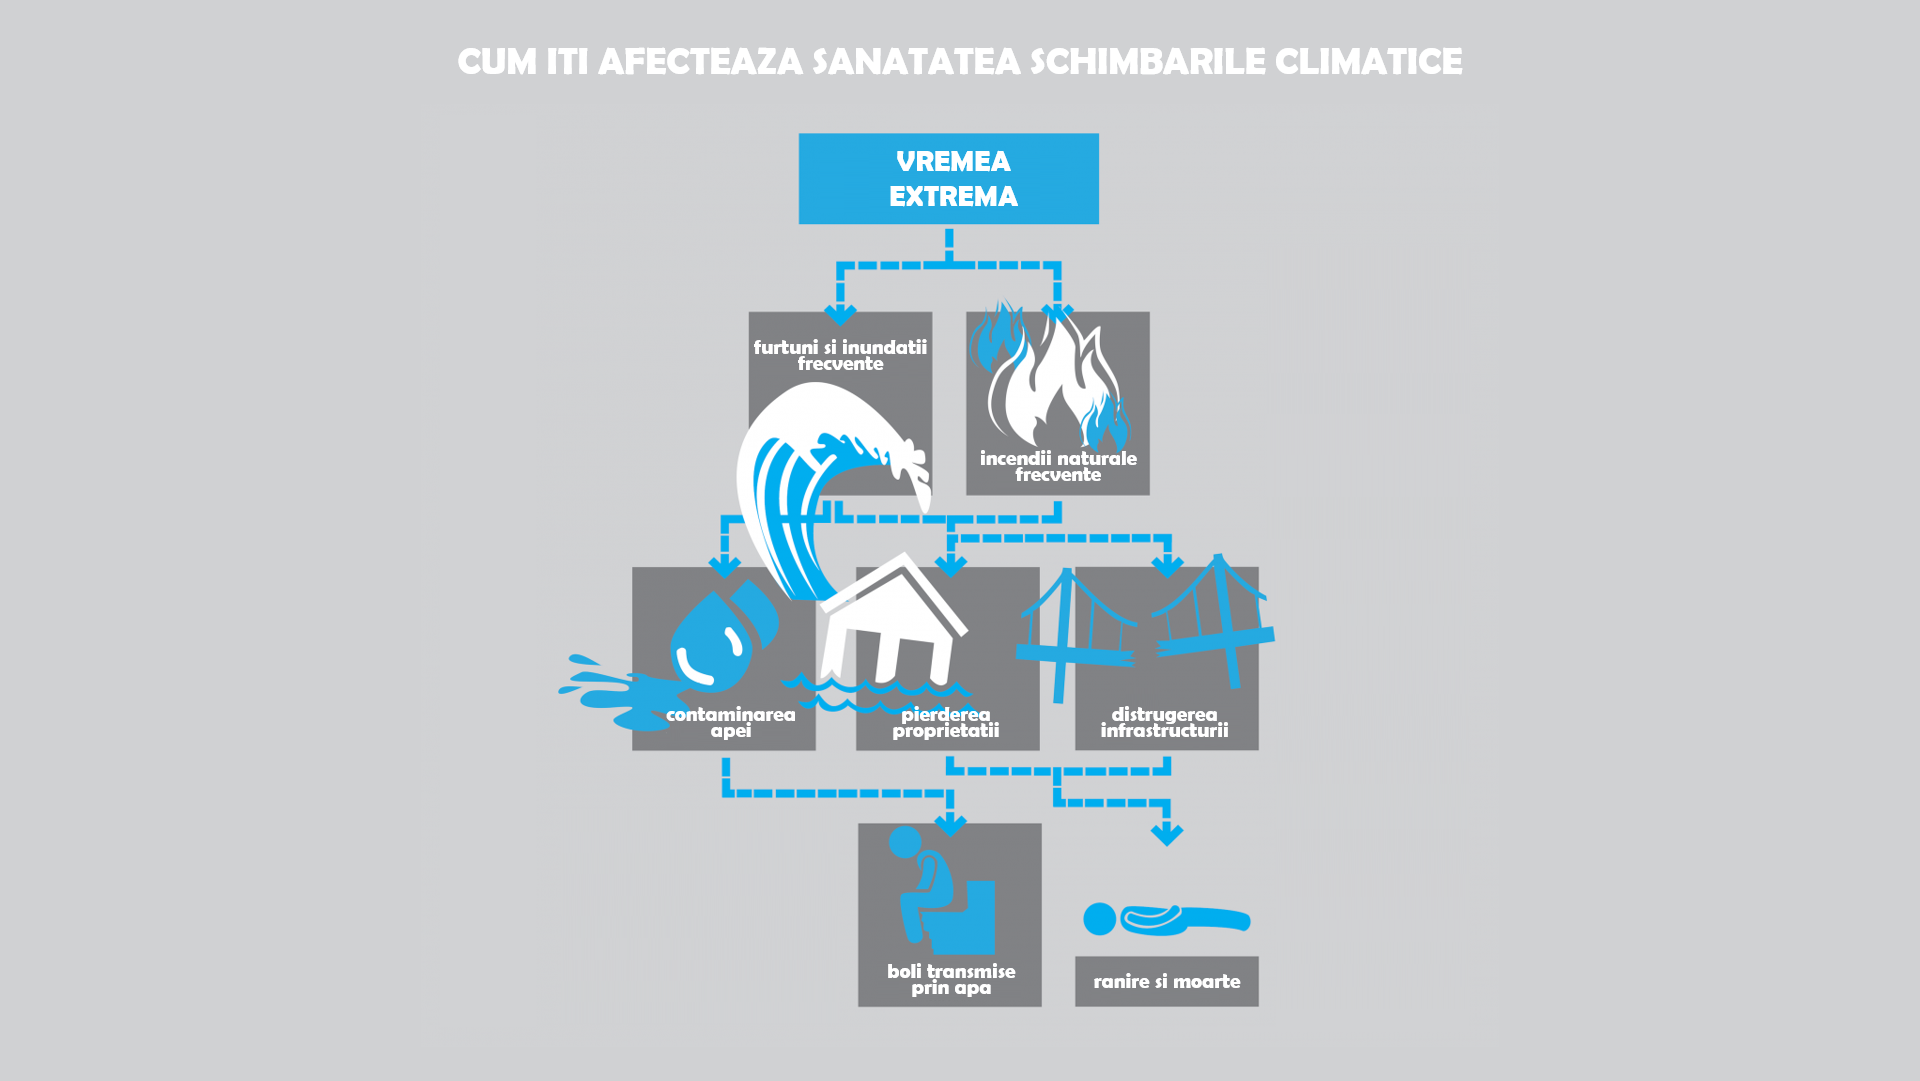 CUM ITI AFECTEAZA SANATATEA SCHIMBARILE CLIMATICE
VREMEA
EXTREMA
furtuni si inundatii
frecvente
incendii naturale
frecvente
contaminarea
apei
pierderea
proprietatii
distrugerea
infrastructurii
boli transmise
prin apa
ranire si moarte